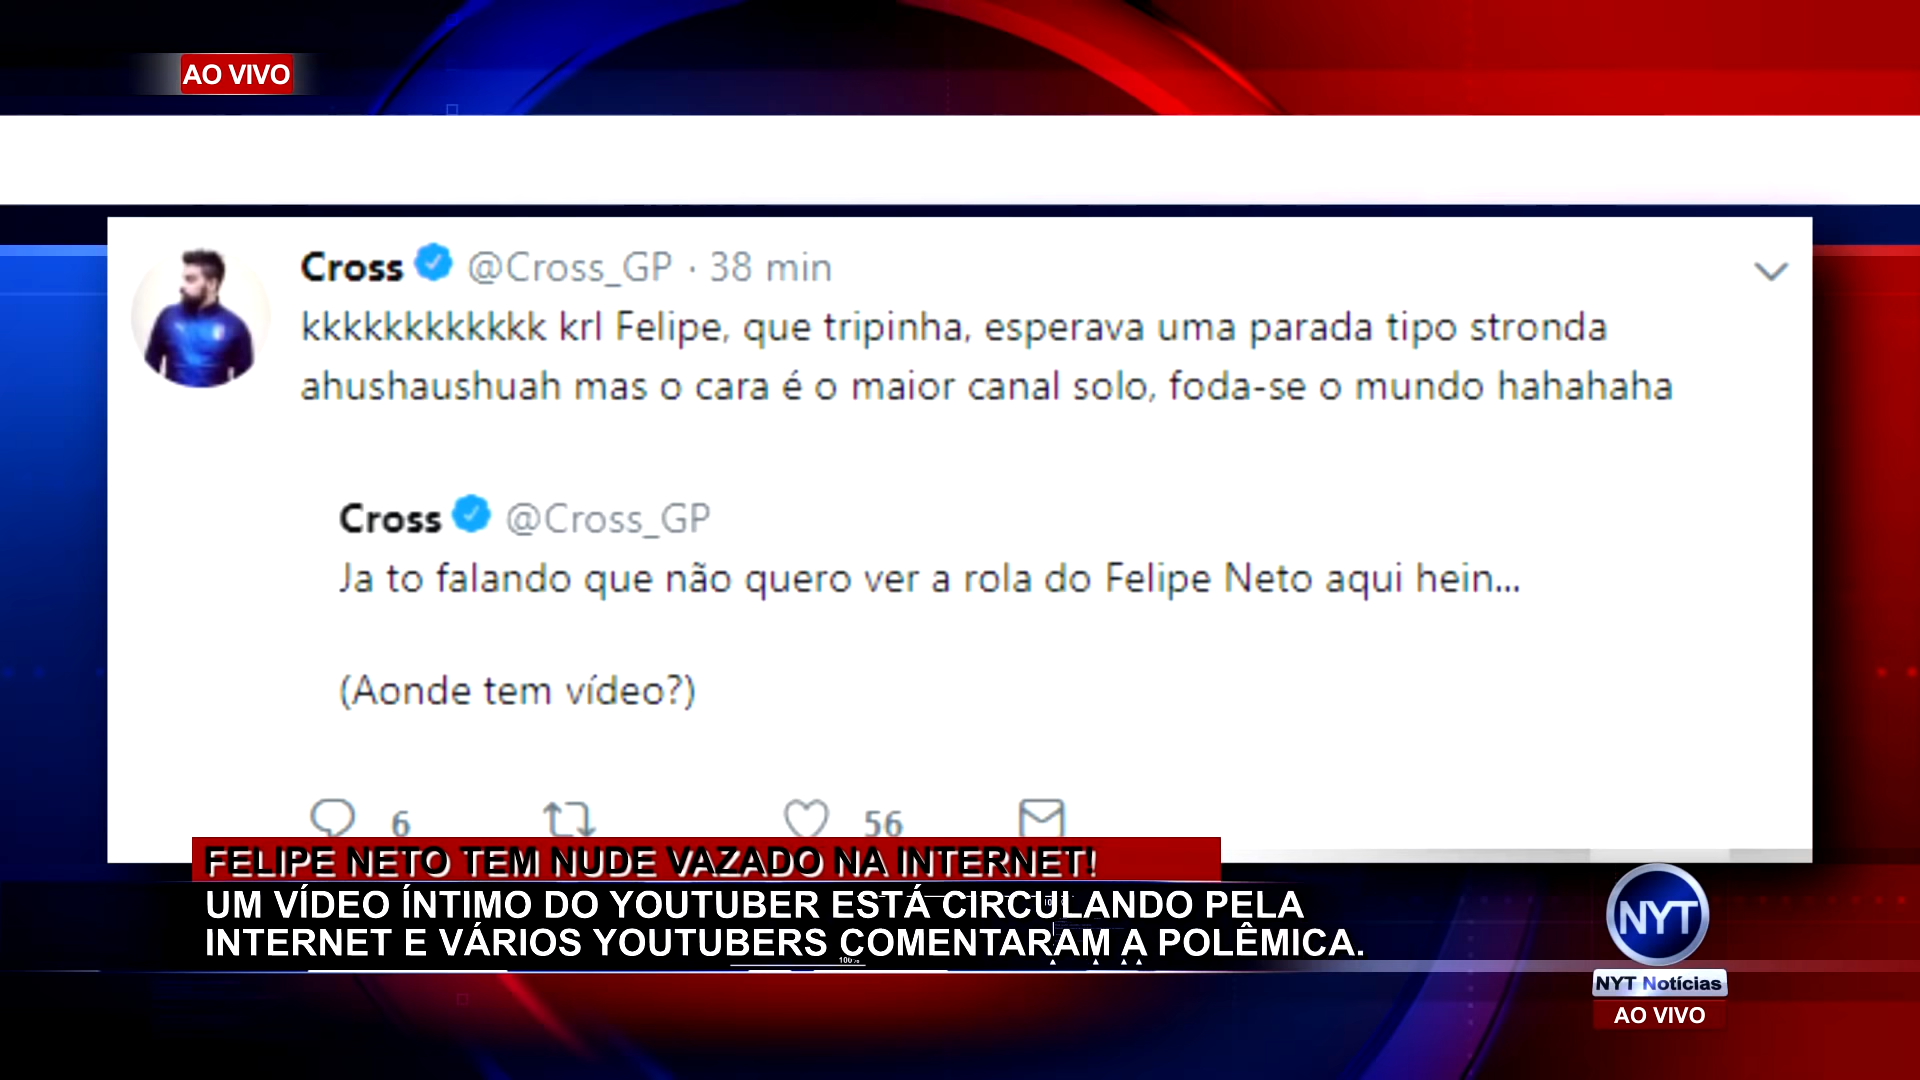 AO VIVO
Cross @Cross_GP · 38 min
kkkkkkkkkkkk krl Felipe, que tripinha, esperava uma parada tipo stronda
ahushaushuah mas o cara é o maior canal solo, foda-se o mundo hahahaha
Cross @Cross_GP
Ja to falando que não quero ver a rola do Felipe Neto aqui hein...
(Aonde tem vídeo?)
6 56
FELIPE NETO TEM NUDE VAZADO NA INTERNET!
UM VÍDEO ÍNTIMO DO YOUTUBER ESTÁ CIRCULANDO PELA
INTERNET E VÁRIOS YOUTUBERS COMENTARAM A POLÊMICA.
NYT
NYT Notícias
AO VIVO